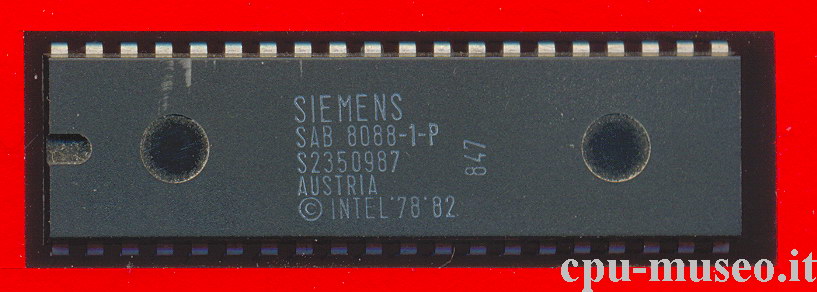 SIEMENS
SAB 8088-1-P
S2350987
AUSTRIA
© INTEL '78 '82
847
cpu-museo.it